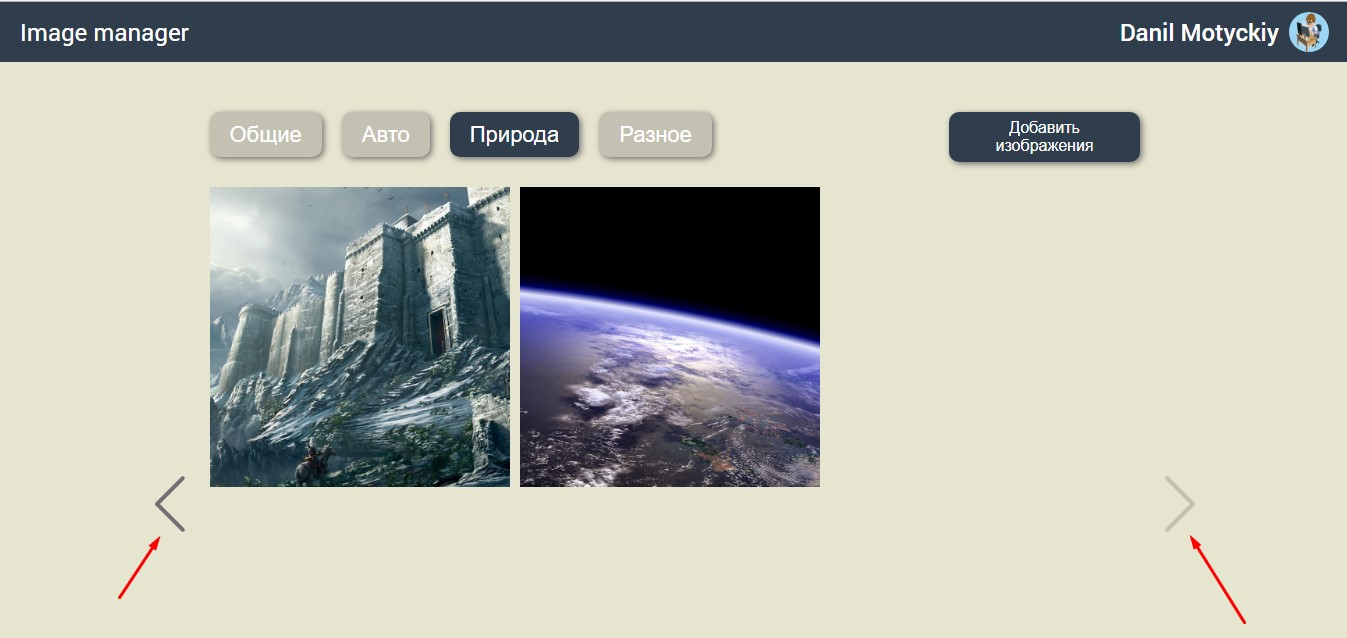 Image manager
Danil Motyckiy
Общие
Авто
Природа
Разное
Добавить
изображения